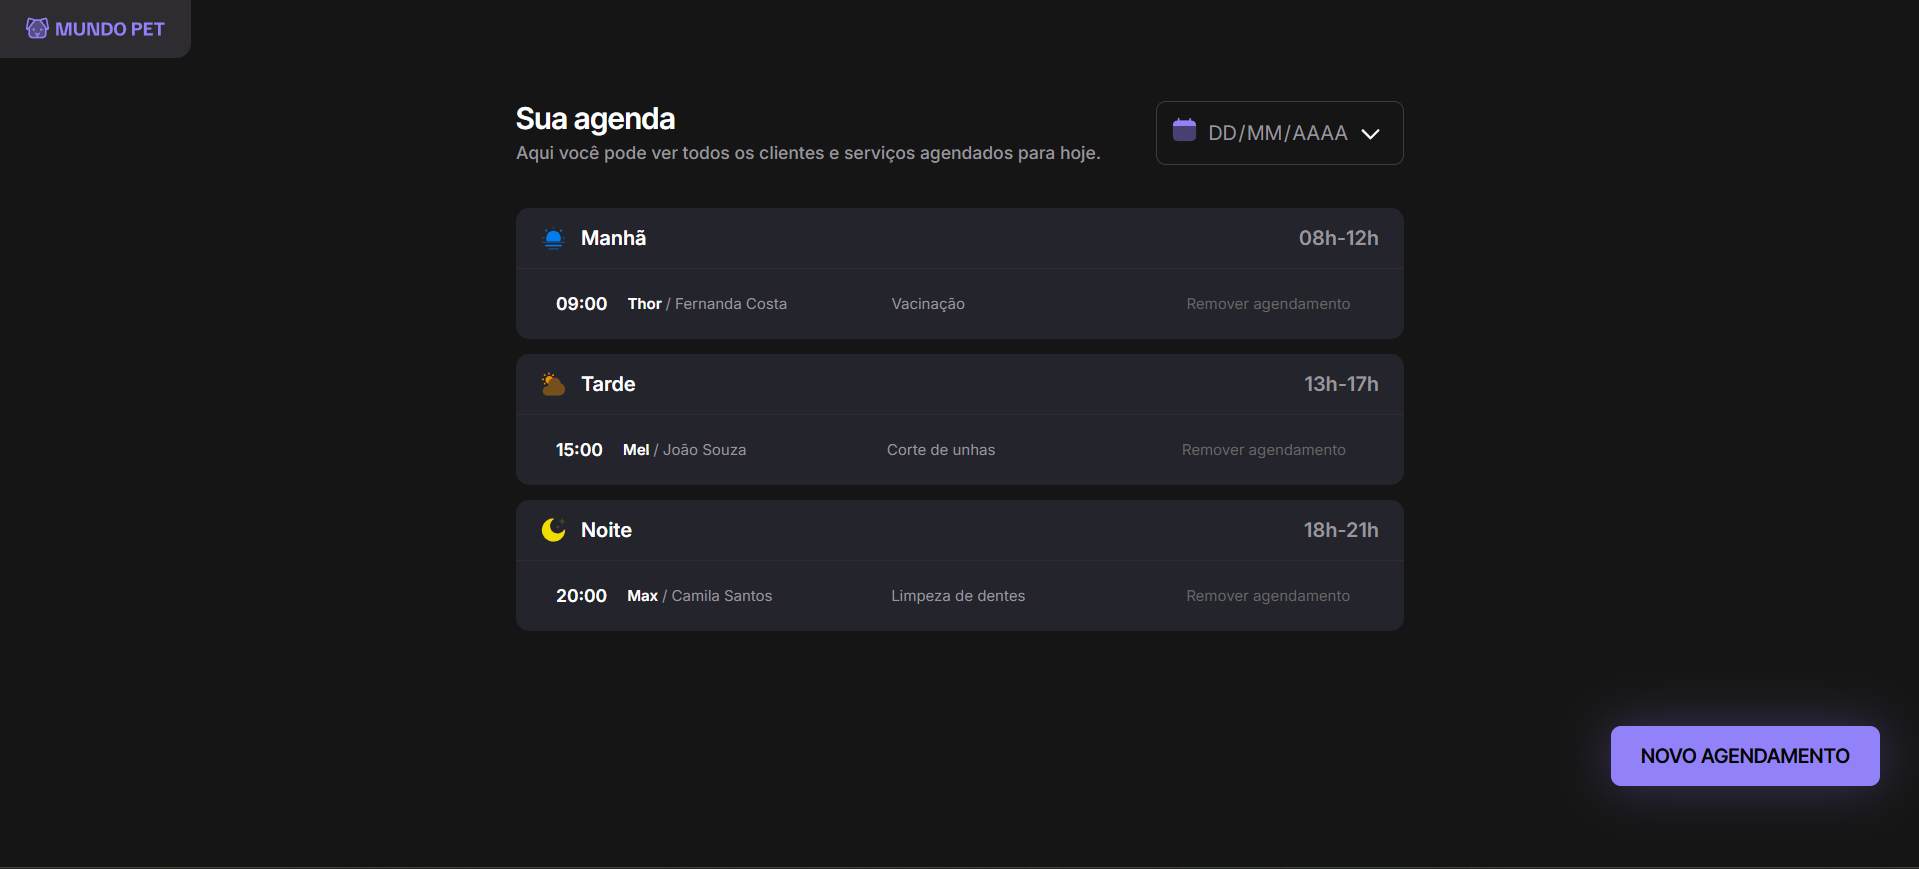 MUNDO PET
Sua agenda
Aqui você pode ver todos os clientes e serviços agendados para hoje.
DD/MM/AAAA
Manhã 08h-12h
09:00 Thor / Fernanda Costa Vacinação Remover agendamento
Tarde 13h-17h
15:00 Mel / João Souza Corte de unhas Remover agendamento
Noite 18h-21h
20:00 Max / Camila Santos Limpeza de dentes Remover agendamento
NOVO AGENDAMENTO